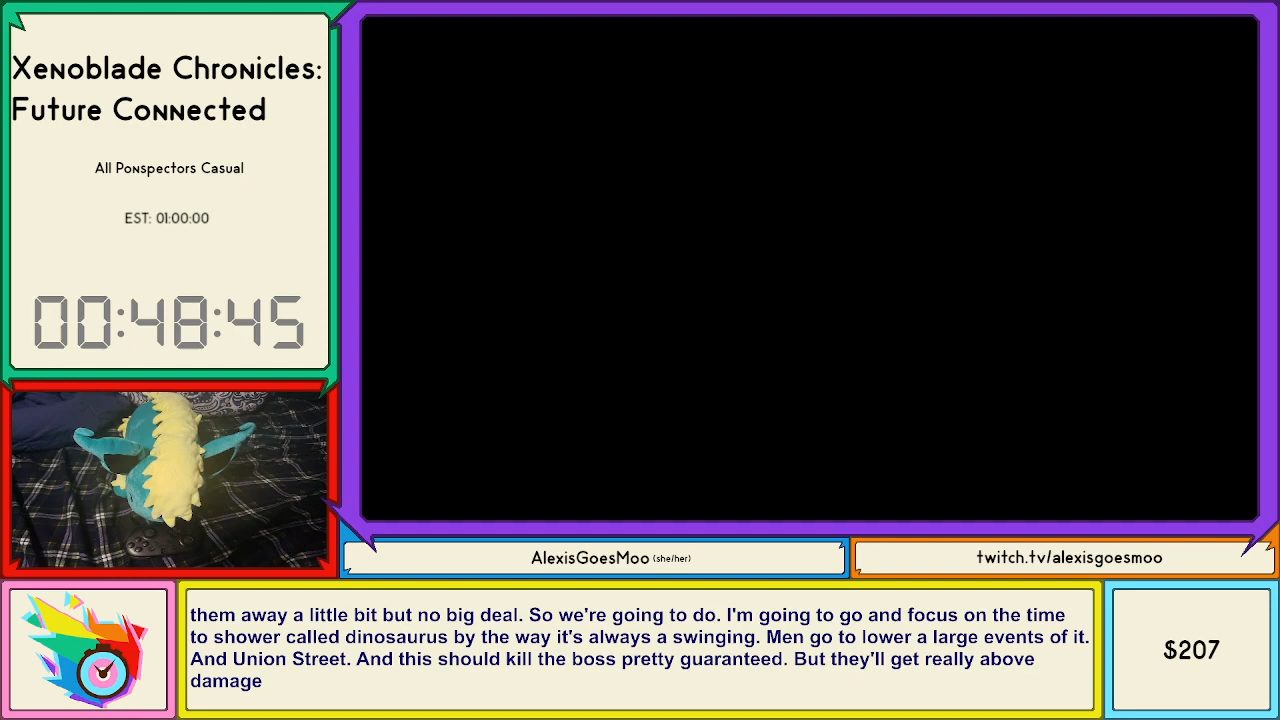 Xenoblade Chronicles:
Future Connected
All Ponspectors Casual
EST: 01:00:00
00:48:45
AlexisGoesMoo (she/her)
twitch.tv/alexisgoesmoo
them away a little bit but no big deal. So we're going to do. I'm going to go and focus on the time
to shower called dinosaurus by the way it's always a swinging. Men go to lower a large events of it.
And Union Street. And this should kill the boss pretty guaranteed. But they'll get really above
damage
$207